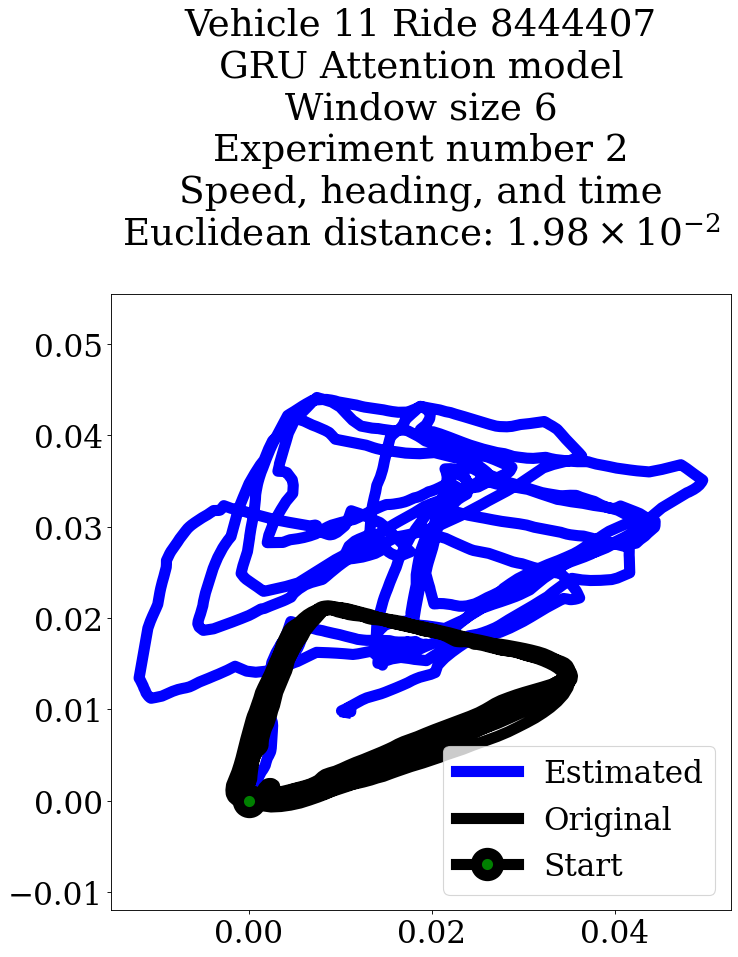 Vehicle 11 Ride 8444407
GRU Attention model
Window size 6
Experiment number 2
Speed, heading, and time
Euclidean distance: 1.98 × 10⁻²
0.05
0.04
0.03
0.02
0.01
0.00
−0.01
0.00 0.02 0.04
Estimated
Original
Start